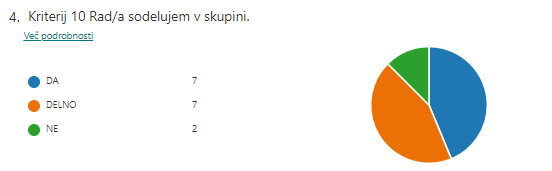 4. Kriterij 10 Rad/a sodelujem v skupini.
Več podrobnosti
DA 7
DELNO 7
NE 2